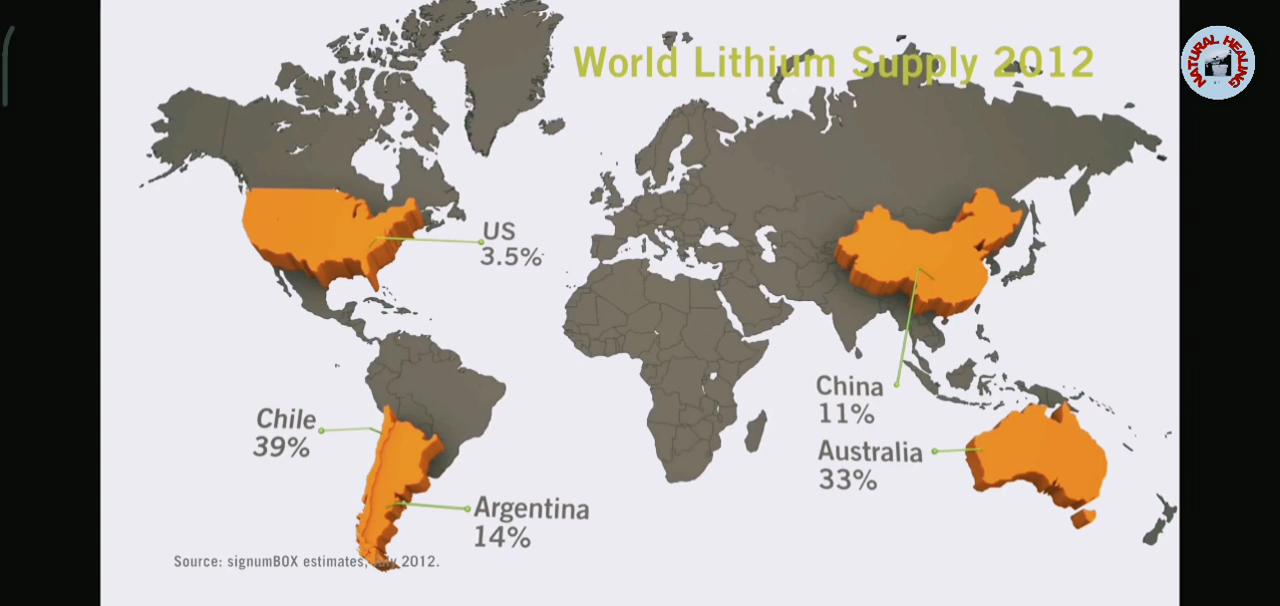 World Lithium Supply 2012
NATURAL HEALING
US
3.5%
China
11%
Chile
39%
Australia
33%
Argentina
14%
Source: signumBOX estimates, July 2012.